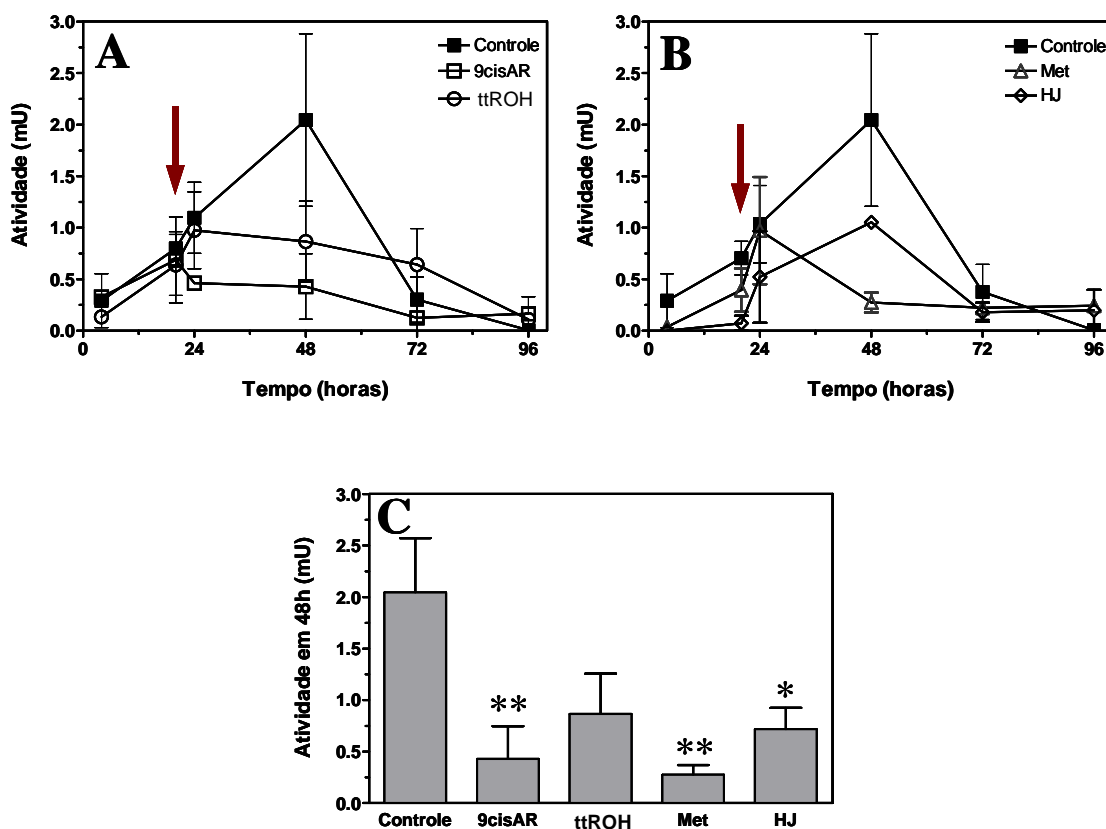 A
Controle
9cisAR
ttROH
Atividade (mU)
3.0
2.5
2.0
1.5
1.0
0.5
0.0
0 24 48 72 96
Tempo (horas)
B
Controle
Met
HJ
Atividade (mU)
3.0
2.5
2.0
1.5
1.0
0.5
0.0
0 24 48 72 96
Tempo (horas)
C
Atividade em 48h (mU)
3.0
2.5
2.0
1.5
1.0
0.5
0.0
**
**
*
Controle 9cisAR ttROH Met HJ